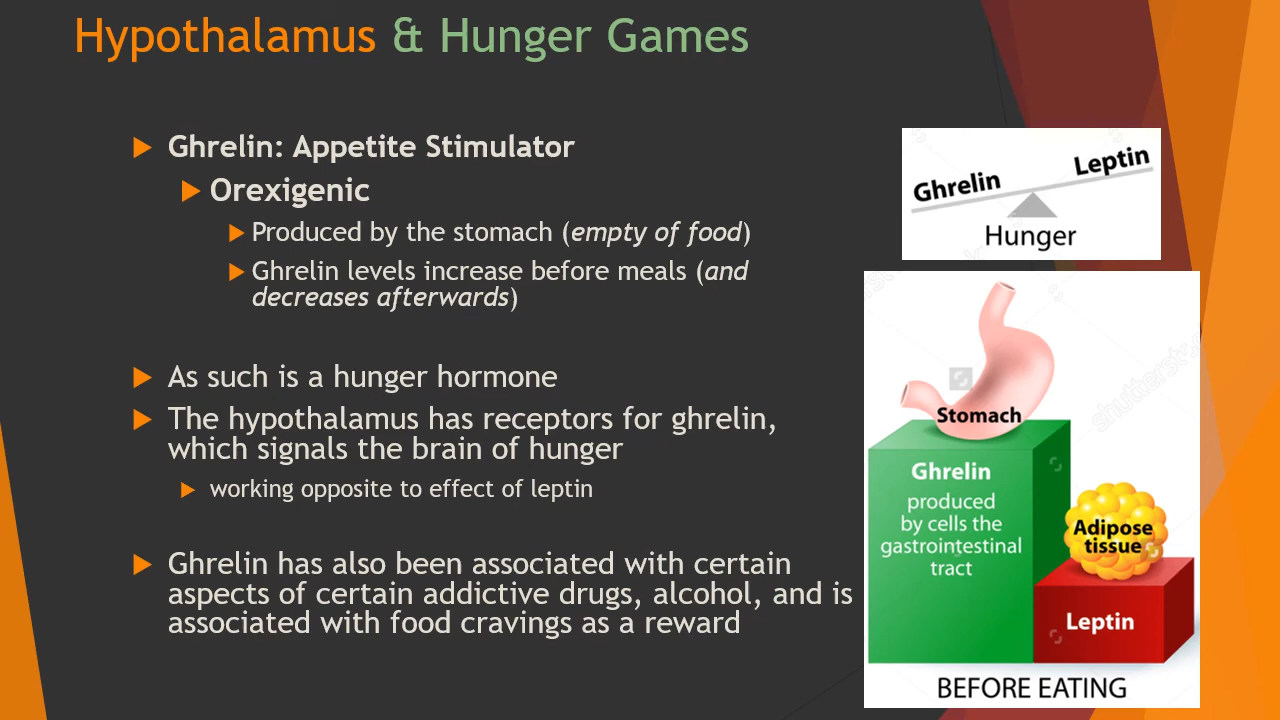 Hypothalamus & Hunger Games
Ghrelin: Appetite Stimulator
Orexigenic
Produced by the stomach (empty of food)
Ghrelin levels increase before meals (and
decreases afterwards)
As such is a hunger hormone
The hypothalamus has receptors for ghrelin,
which signals the brain of hunger
working opposite to effect of leptin
Ghrelin has also been associated with certain
aspects of certain addictive drugs, alcohol, and is
associated with food cravings as a reward
Ghrelin
Leptin
Hunger
Stomach
Ghrelin
produced
by cells the
gastrointestinal
tract
Adipose
tissue
Leptin
BEFORE EATING